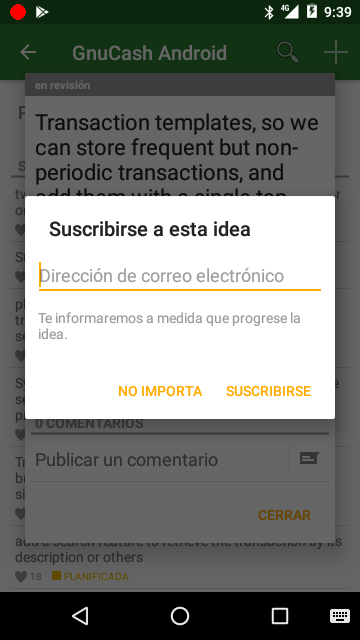 4G 9:39
GnuCash Android
en revisión
Transaction templates, so we
can store frequent but non-
periodic transactions, and
add them with a single tap
Suscribirse a esta idea
Dirección de correo electrónico
Te informaremos a medida que progrese la
idea.
NO IMPORTA SUSCRIBIRSE
0 COMENTARIOS
Publicar un comentario
CERRAR
add a search feature to retrieve the transaction by its
description or others
18 PLANIFICADA